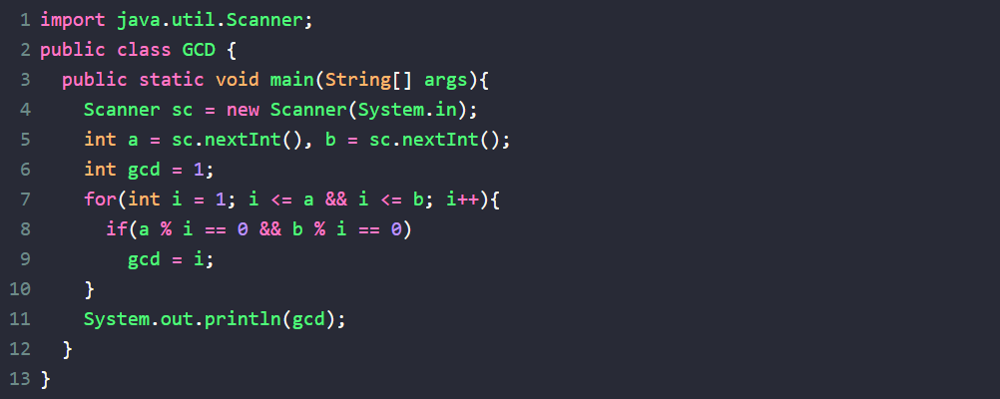 1 import java.util.Scanner;
2 public class GCD {
3   public static void main(String[] args){
4     Scanner sc = new Scanner(System.in);
5     int a = sc.nextInt(), b = sc.nextInt();
6     int gcd = 1;
7     for(int i = 1; i <= a && i <= b; i++){
8       if(a % i == 0 && b % i == 0)
9         gcd = i;
10     }
11     System.out.println(gcd);
12   }
13 }